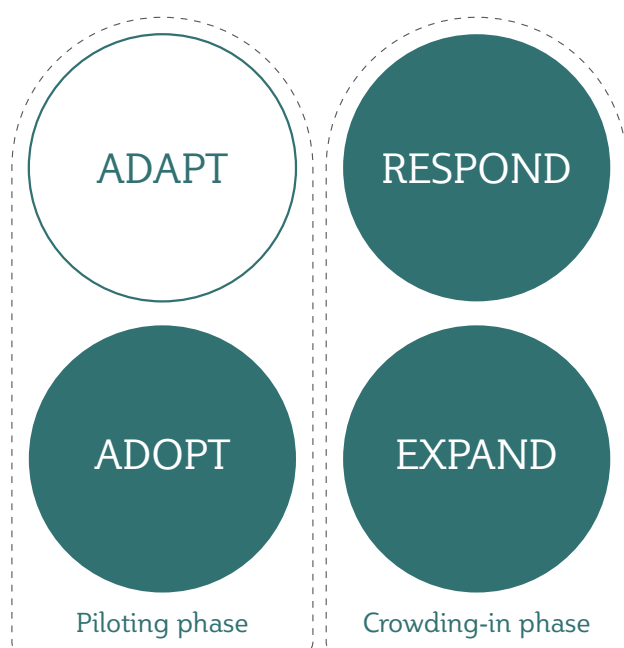 ADAPT
RESPOND
ADOPT
EXPAND
Piloting phase
Crowding-in phase